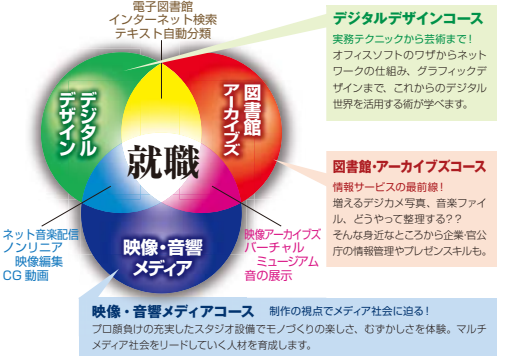 電子図書館
インターネット検索
テキスト自動分類
デジタルデザインコース
実務テクニックから芸術まで!
オフィスソフトのワザからネット
ワークの仕組み、グラフィックデ
ザインまで、これからのデジタル
世界を活用する術が学べます。
デジタル
デザイン
図書館
アーカイブズ
就職
図書館・アーカイブズコース
情報サービスの最前線!
増えるデジカメ写真、音楽ファイ
ル、どうやって整理する??
そんな身近なところから企業・官公
庁の情報管理やプレゼンスキルも。
ネット音楽配信
ノンリニア
映像編集
CG動画
映像・音響
メディア
映像アーカイブズ
バーチャル
ミュージアム
音の展示
映像・音響メディアコース 制作の視点でメディア社会に迫る!
プロ顔負けの充実したスタジオ設備でモノづくりの楽しさ、むずかしさを体験。マルチ
メディア社会をリードしていく人材を育成します。